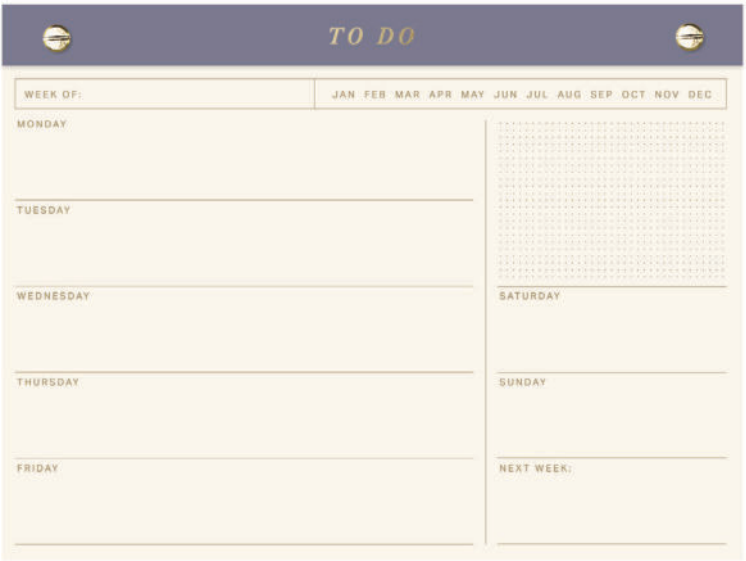 TO DO
WEEK OF:
JAN FEB MAR APR MAY JUN JUL AUG SEP OCT NOV DEC
MONDAY
TUESDAY
WEDNESDAY
THURSDAY
FRIDAY
SATURDAY
SUNDAY
NEXT WEEK: